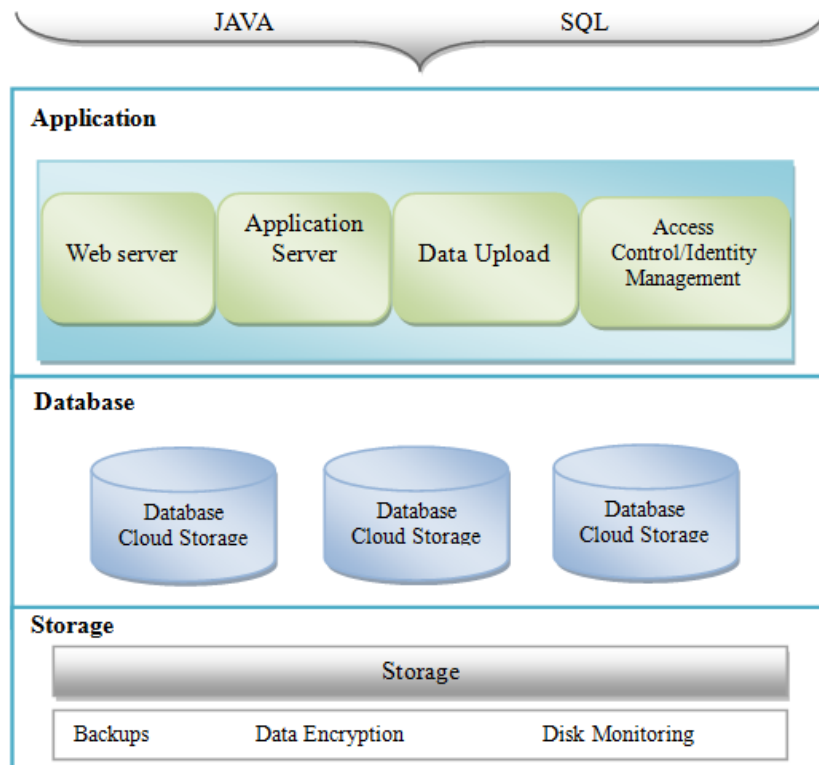 JAVA SQL
Application
Web server
Application
Server
Data Upload
Access
Control/Identity
Management
Database
Database
Cloud Storage
Database
Cloud Storage
Database
Cloud Storage
Storage
Storage
Backups Data Encryption Disk Monitoring